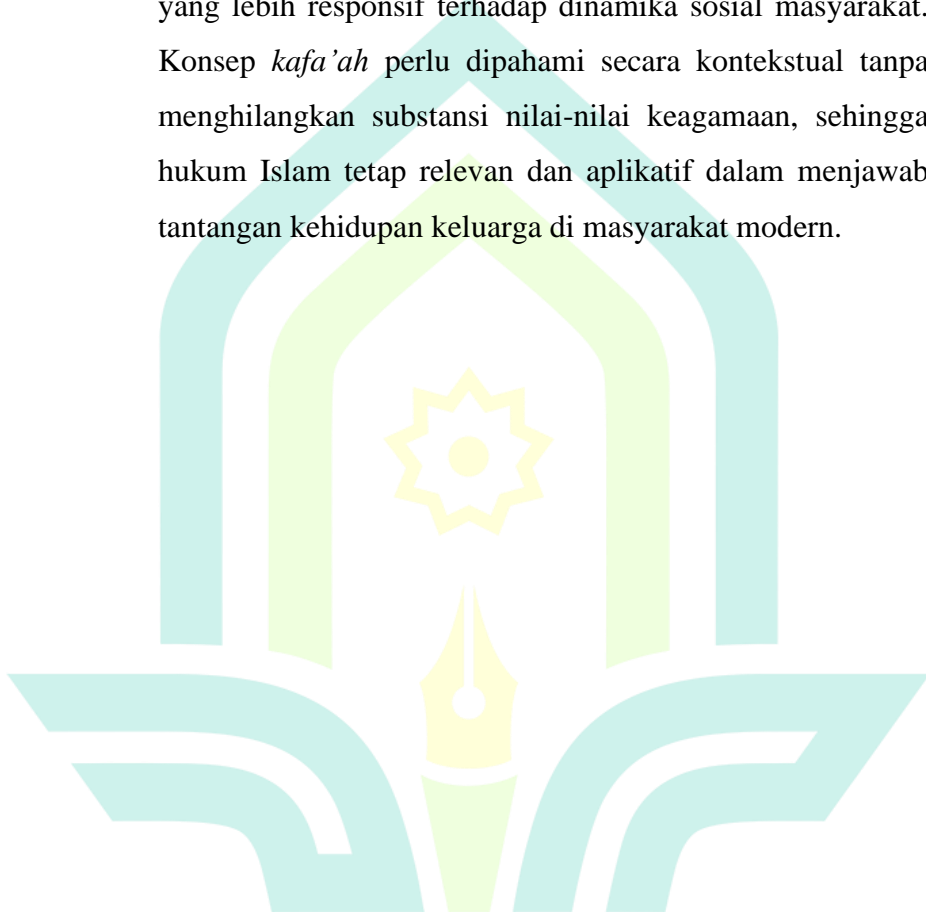 yang lebih responsif terhadap dinamika sosial masyarakat.
Konsep kafa’ah perlu dipahami secara kontekstual tanpa
menghilangkan substansi nilai-nilai keagamaan, sehingga
hukum Islam tetap relevan dan aplikatif dalam menjawab
tantangan kehidupan keluarga di masyarakat modern.